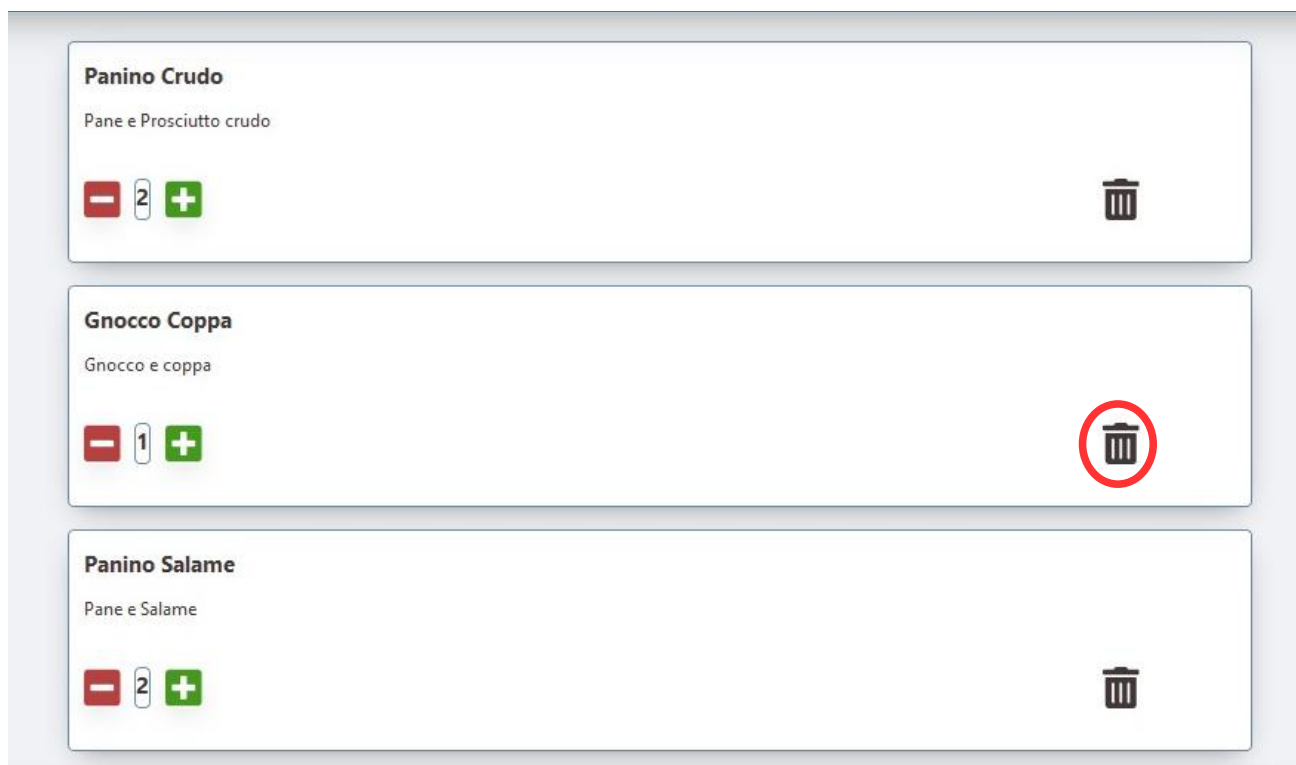 Panino Crudo
Pane e Prosciutto crudo
2
Gnocco Coppa
Gnocco e coppa
1
Panino Salame
Pane e Salame
2